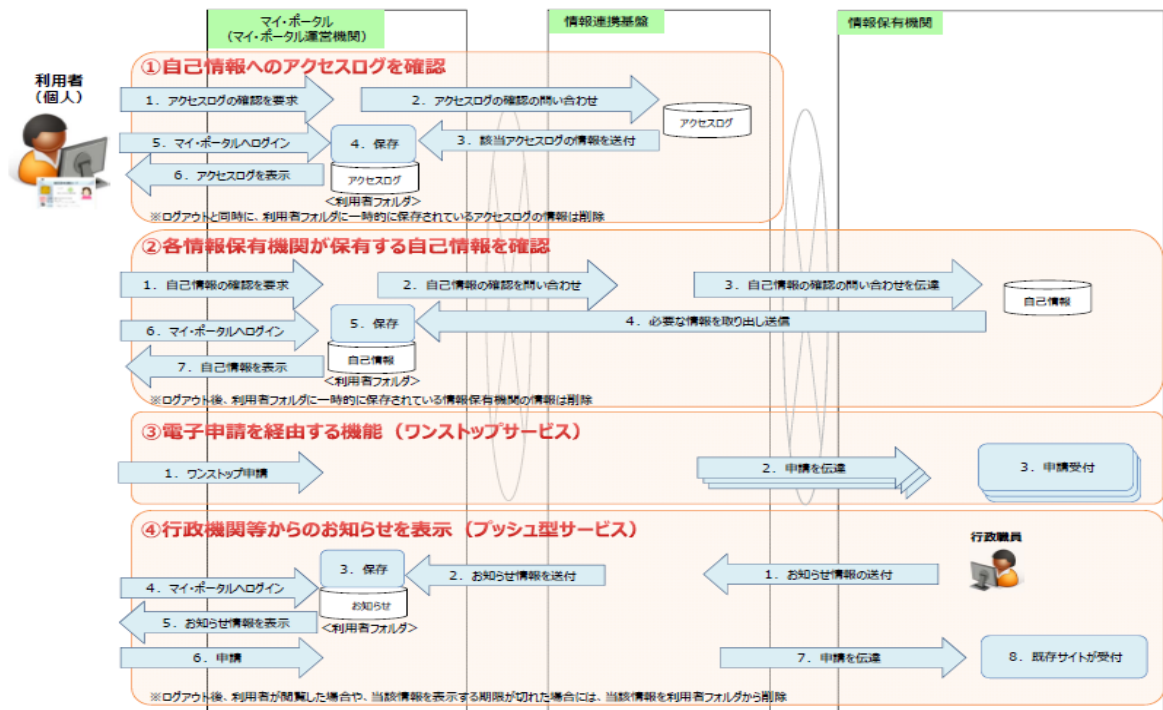 マイ・ポータル
(マイ・ポータル運営機関)
情報連携基盤
情報保有機関
利用者
(個人)
①自己情報へのアクセスログを確認
1. アクセスログの確認を要求
2. アクセスログの確認の問い合わせ
アクセスログ
5. マイ・ポータルへログイン
4. 保存
3. 該当アクセスログの情報を送付
6. アクセスログを表示
アクセスログ
<利用者フォルダ>
※ログアウトと同時に、利用者フォルダに一時的に保存されているアクセスログの情報は削除
②各情報保有機関が保有する自己情報を確認
1. 自己情報の確認を要求
2. 自己情報の確認を問い合わせ
3. 自己情報の確認の問い合わせを伝達
自己情報
6. マイ・ポータルへログイン
5. 保存
4. 必要な情報を取り出し送信
7. 自己情報を表示
自己情報
<利用者フォルダ>
※ログアウト後、利用者フォルダに一時的に保存されている情報保有機関の情報は削除
③電子申請を経由する機能(ワンストップサービス)
1. ワンストップ申請
2. 申請を伝達
3. 申請受付
④行政機関等からのお知らせを表示(プッシュ型サービス)
行政職員
3. 保存
2. お知らせ情報を送付
1. お知らせ情報の送付
4. マイ・ポータルへログイン
お知らせ
5. お知らせ情報を表示
<利用者フォルダ>
6. 申請
7. 申請を伝達
8. 既存サイトが受付
※ログアウト後、利用者が閲覧した場合や、当該情報を表示する期限が切れた場合には、当該情報を利用者フォルダから削除